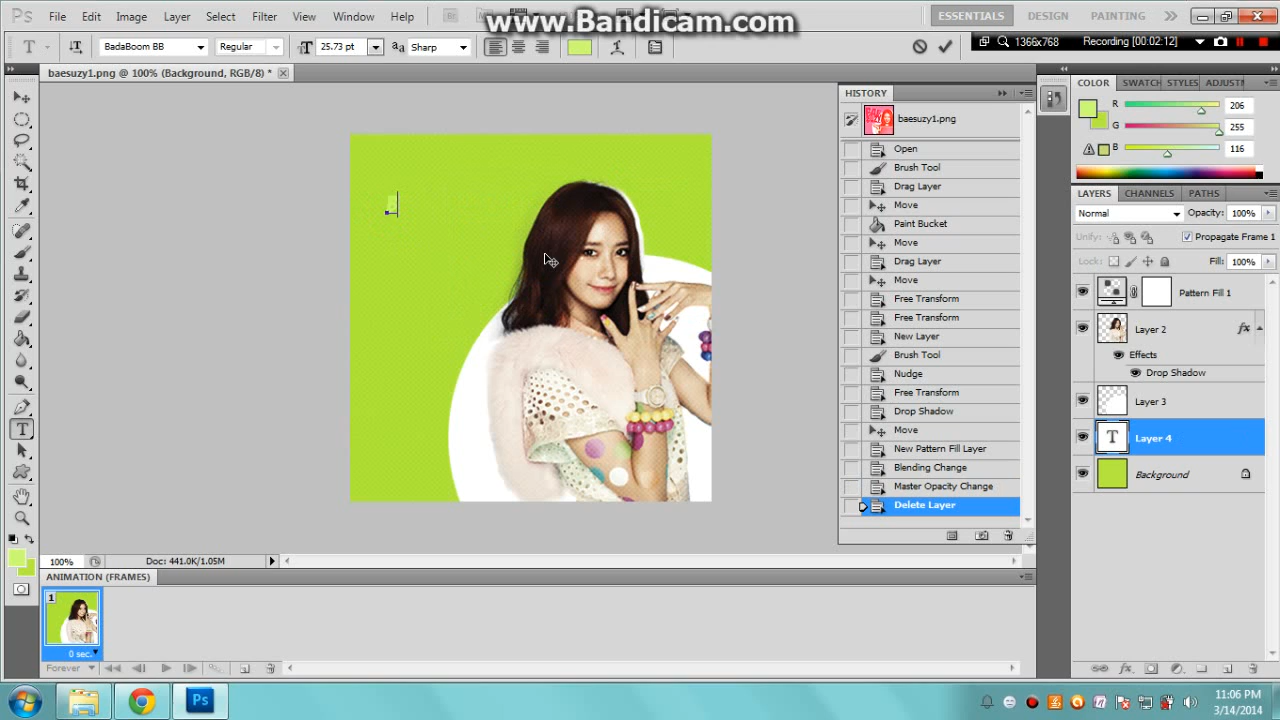 www.Bandicam.com
Ps File Edit Image Layer Select Filter View Window Help
ESSENTIALS DESIGN PAINTING
T BadaBoom BB Regular 25.73 pt aa Sharp
1366x768 Recording [00:02:12]
baesuzy1.png @ 100% (Background, RGB/8) *
HISTORY
baesuzy1.png
Open
Brush Tool
Drag Layer
Move
Paint Bucket
Move
Drag Layer
Move
Free Transform
Free Transform
New Layer
Brush Tool
Nudge
Free Transform
Drop Shadow
Move
New Pattern Fill Layer
Blending Change
Master Opacity Change
Delete Layer
COLOR SWATCH STYLES ADJUSTI
R 206
G 255
B 116
LAYERS CHANNELS PATHS
Normal Opacity: 100%
Unify: Propagate Frame 1
Lock: Fill: 100%
Pattern Fill 1
Layer 2 fx
Effects
Drop Shadow
Layer 3
T Layer 4
Background
100% Doc: 441.0K/1.05M
ANIMATION (FRAMES)
1
0 sec.
Forever
Ps
11:06 PM
3/14/2014